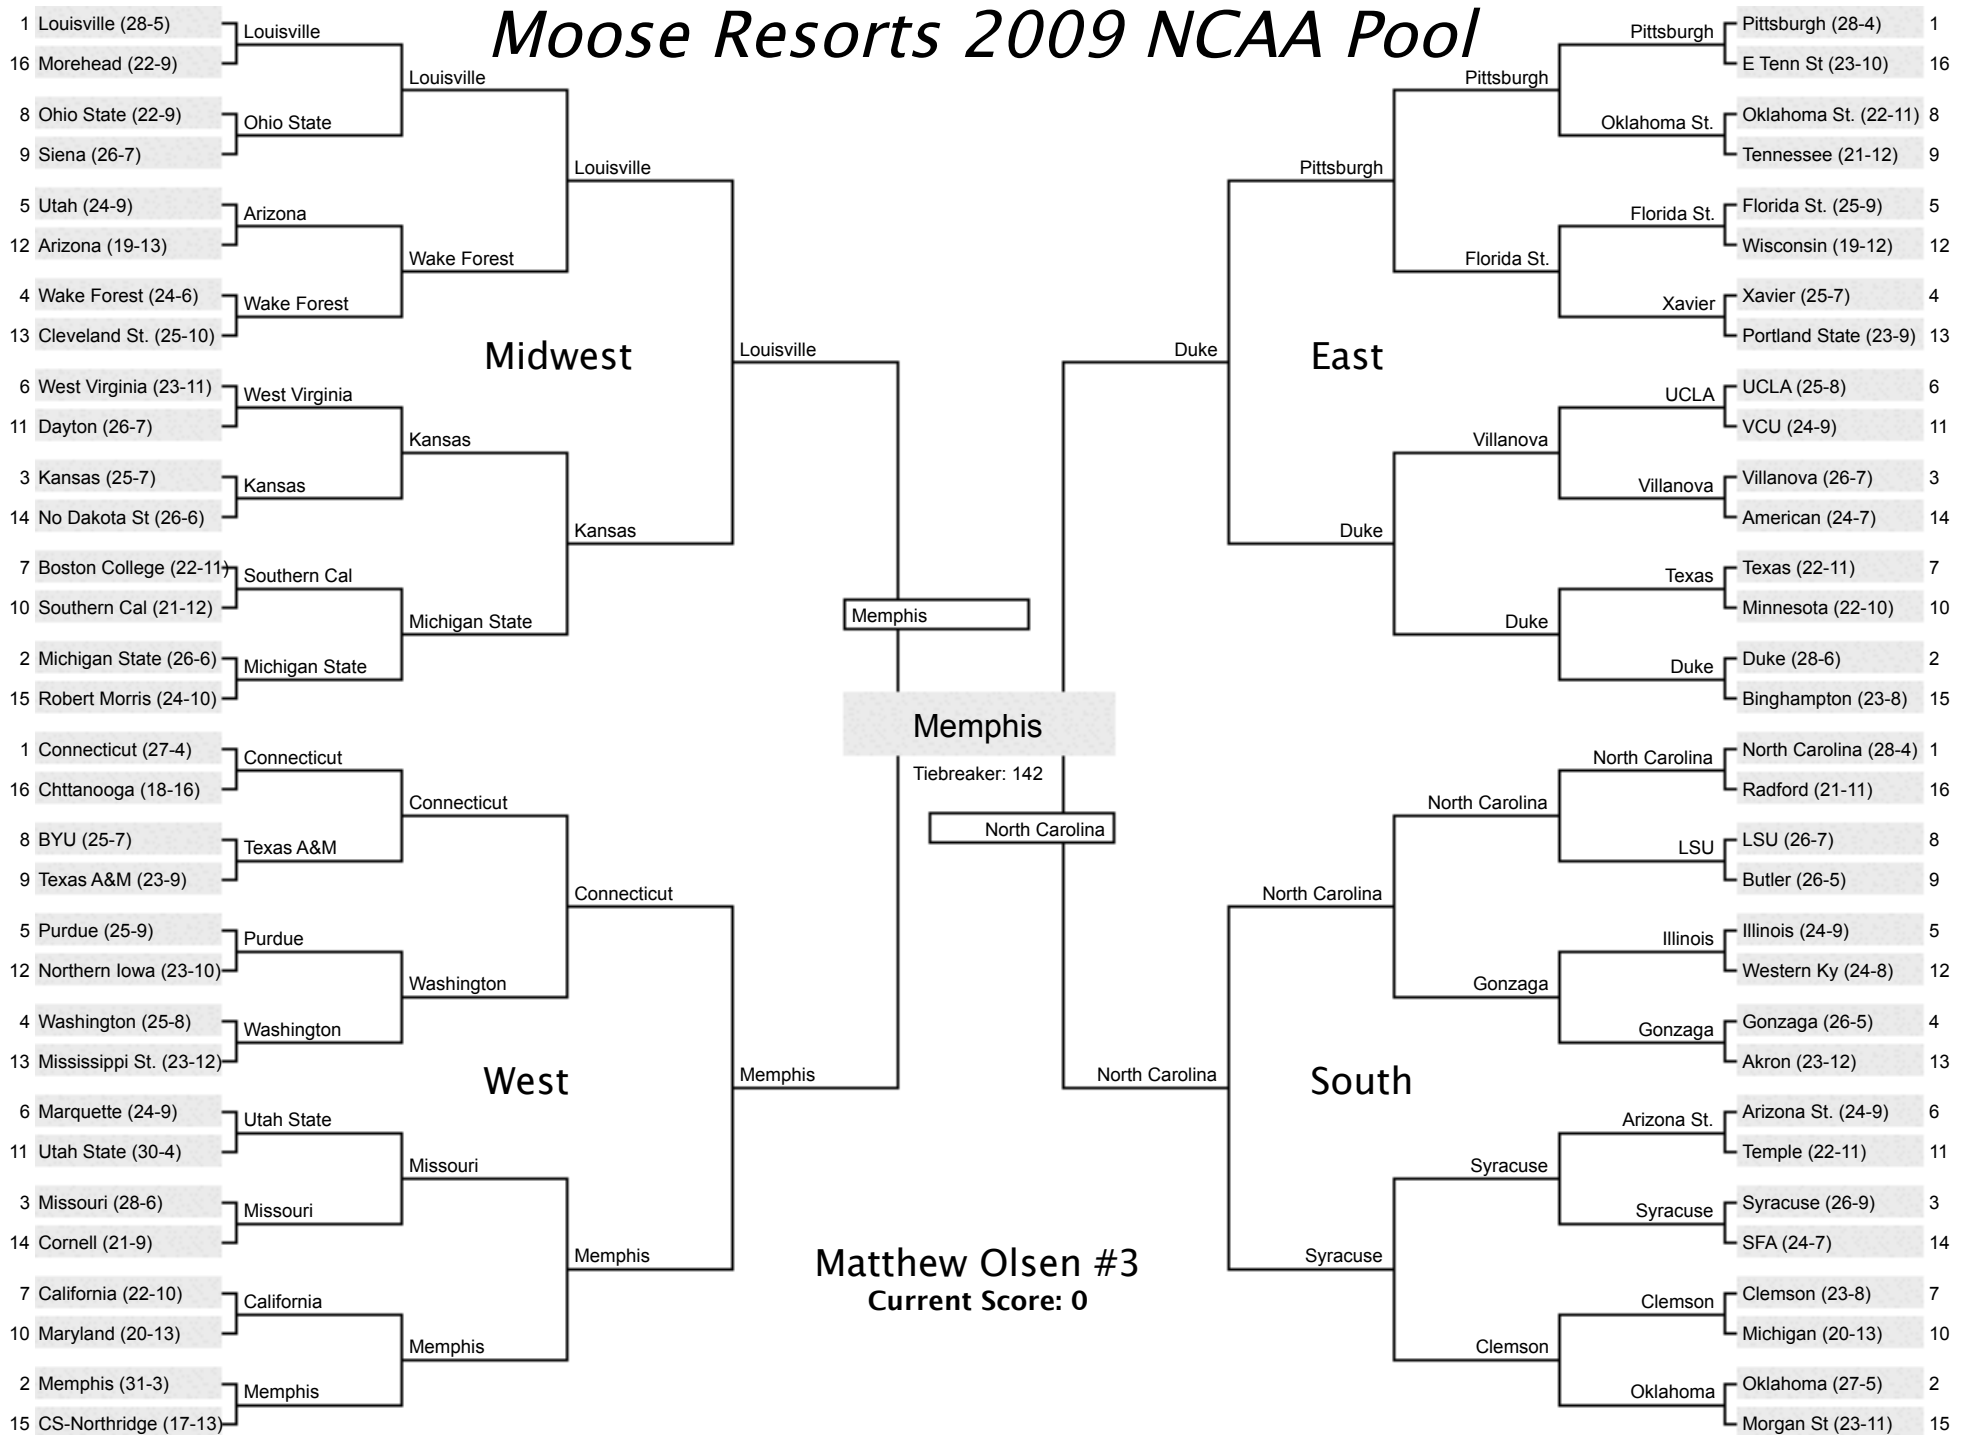 Moose Resorts 2009 NCAA Pool
1 Louisville (28-5)
16 Morehead (22-9)
8 Ohio State (22-9)
9 Siena (26-7)
5 Utah (24-9)
12 Arizona (19-13)
4 Wake Forest (24-6)
13 Cleveland St. (25-10)
6 West Virginia (23-11)
11 Dayton (26-7)
3 Kansas (25-7)
14 No Dakota St (26-6)
7 Boston College (22-11)
10 Southern Cal (21-12)
2 Michigan State (26-6)
15 Robert Morris (24-10)
Louisville
Ohio State
Arizona
Wake Forest
West Virginia
Kansas
Southern Cal
Michigan State
Louisville
Wake Forest
Kansas
Michigan State
Louisville
Kansas
Midwest
Louisville
1 Connecticut (27-4)
16 Chttanooga (18-16)
8 BYU (25-7)
9 Texas A&M (23-9)
5 Purdue (25-9)
12 Northern Iowa (23-10)
4 Washington (25-8)
13 Mississippi St. (23-12)
6 Marquette (24-9)
11 Utah State (30-4)
3 Missouri (28-6)
14 Cornell (21-9)
7 California (22-10)
10 Maryland (20-13)
2 Memphis (31-3)
15 CS-Northridge (17-13)
Connecticut
Texas A&M
Purdue
Washington
Utah State
Missouri
California
Memphis
Connecticut
Washington
Missouri
Memphis
Connecticut
Memphis
West
Memphis
Memphis
Memphis
Tiebreaker: 142
North Carolina
Matthew Olsen #3
Current Score: 0
Pittsburgh (28-4) 1
E Tenn St (23-10) 16
Oklahoma St. (22-11) 8
Tennessee (21-12) 9
Florida St. (25-9) 5
Wisconsin (19-12) 12
Xavier (25-7) 4
Portland State (23-9) 13
UCLA (25-8) 6
VCU (24-9) 11
Villanova (26-7) 3
American (24-7) 14
Texas (22-11) 7
Minnesota (22-10) 10
Duke (28-6) 2
Binghampton (23-8) 15
Pittsburgh
Oklahoma St.
Florida St.
Xavier
UCLA
Villanova
Texas
Duke
Pittsburgh
Florida St.
Villanova
Duke
Pittsburgh
Duke
East
Duke
North Carolina (28-4) 1
Radford (21-11) 16
LSU (26-7) 8
Butler (26-5) 9
Illinois (24-9) 5
Western Ky (24-8) 12
Gonzaga (26-5) 4
Akron (23-12) 13
Arizona St. (24-9) 6
Temple (22-11) 11
Syracuse (26-9) 3
SFA (24-7) 14
Clemson (23-8) 7
Michigan (20-13) 10
Oklahoma (27-5) 2
Morgan St (23-11) 15
North Carolina
LSU
Illinois
Gonzaga
Arizona St.
Syracuse
Clemson
Oklahoma
North Carolina
Gonzaga
Syracuse
Clemson
North Carolina
Syracuse
South
North Carolina